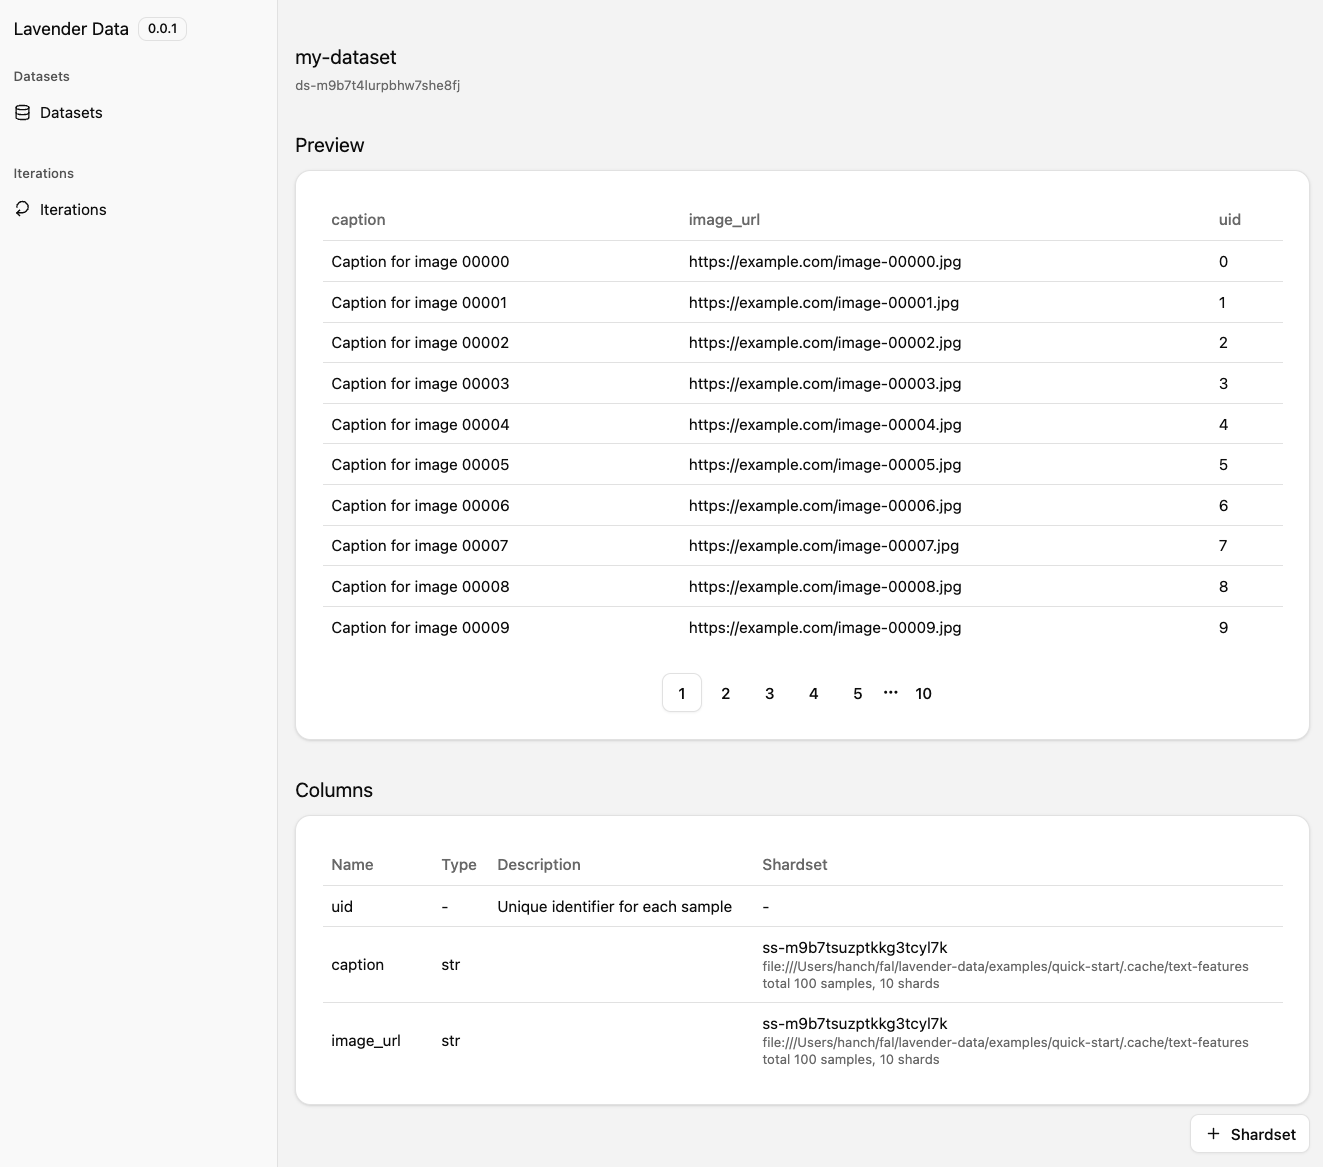 Lavender Data 0.0.1
Datasets
Datasets
Iterations
Iterations
my-dataset
ds-m9b7t4lurpbhw7she8fj
Preview
caption image_url uid
Caption for image 00000 https://example.com/image-00000.jpg 0
Caption for image 00001 https://example.com/image-00001.jpg 1
Caption for image 00002 https://example.com/image-00002.jpg 2
Caption for image 00003 https://example.com/image-00003.jpg 3
Caption for image 00004 https://example.com/image-00004.jpg 4
Caption for image 00005 https://example.com/image-00005.jpg 5
Caption for image 00006 https://example.com/image-00006.jpg 6
Caption for image 00007 https://example.com/image-00007.jpg 7
Caption for image 00008 https://example.com/image-00008.jpg 8
Caption for image 00009 https://example.com/image-00009.jpg 9
1 2 3 4 5 ··· 10
Columns
Name Type Description Shardset
uid - Unique identifier for each sample -
caption str ss-m9b7tsuzptkkg3tcyl7k
file:///Users/hanch/fal/lavender-data/examples/quick-start/.cache/text-features
total 100 samples, 10 shards
image_url str ss-m9b7tsuzptkkg3tcyl7k
file:///Users/hanch/fal/lavender-data/examples/quick-start/.cache/text-features
total 100 samples, 10 shards
+ Shardset